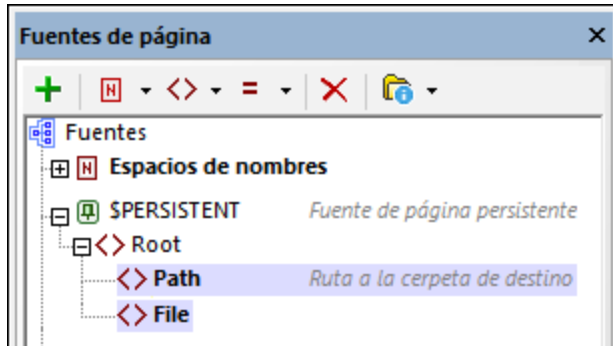 Fuentes de página
Fuentes
Espacios de nombres
$PERSISTENT Fuente de página persistente
Root
Path Ruta a la cerpeta de destino
File